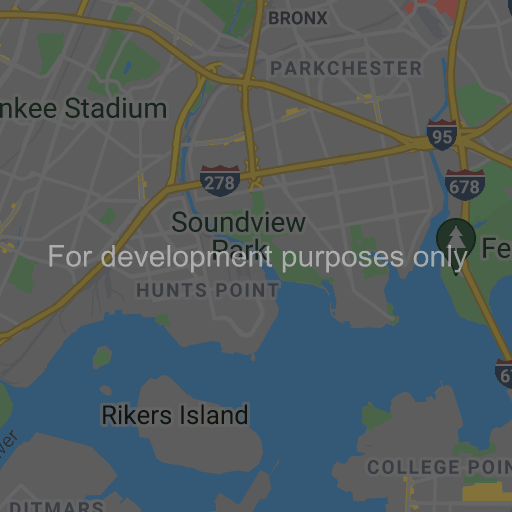 BRONX
PARKCHESTER
nkee Stadium
95
278
678
Soundview
Park
Fe
For development purposes only
HUNTS POINT
67
Rikers Island
ver
COLLEGE POIN
DITMARS